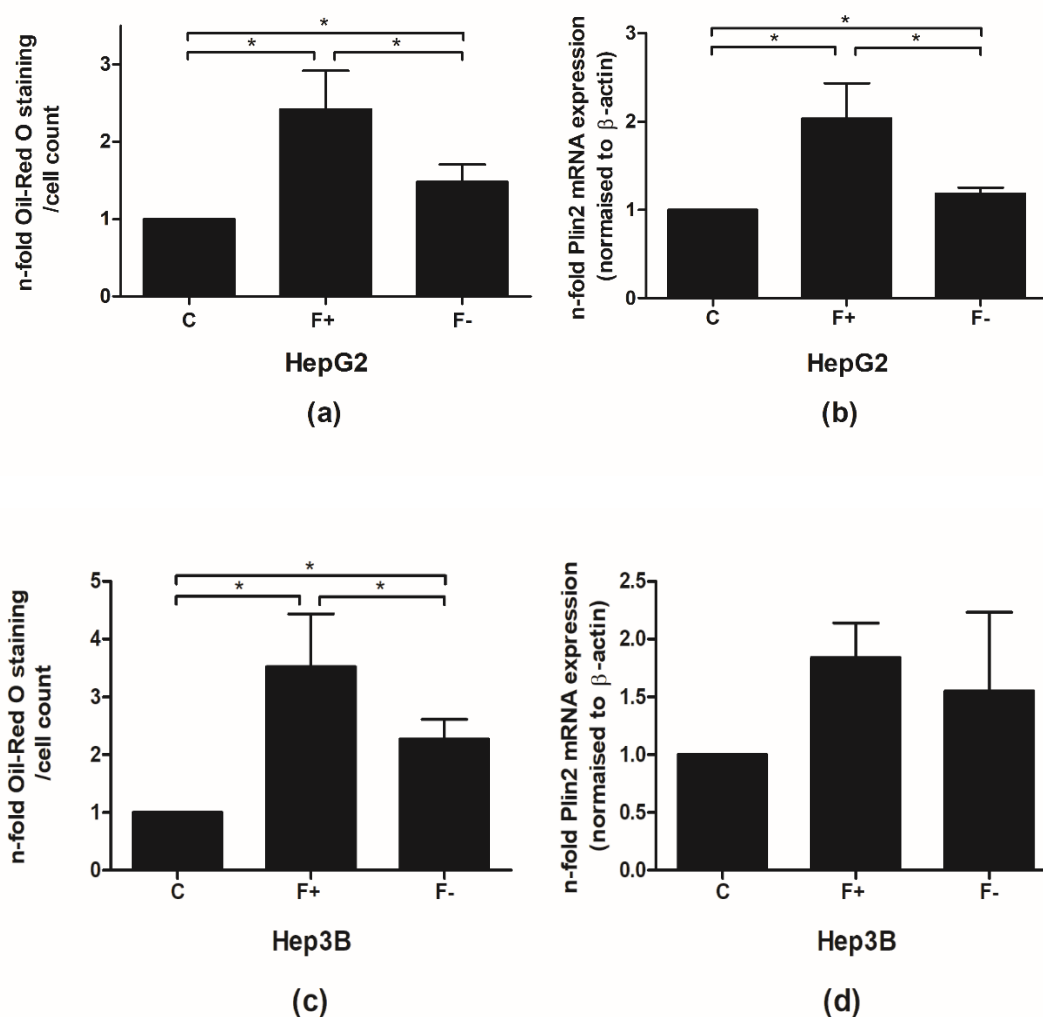 n-fold Oil-Red O staining
/cell count
3
2
1
0
*
*
*
C F+ F-
HepG2
(a)
n-fold Plin2 mRNA expression
(normaised to β-actin)
3
2
1
0
*
*
*
C F+ F-
HepG2
(b)
n-fold Oil-Red O staining
/cell count
5
4
3
2
1
0
*
*
*
C F+ F-
Hep3B
(c)
n-fold Plin2 mRNA expression
(normaised to β-actin)
2.5
2.0
1.5
1.0
0.5
0.0
C F+ F-
Hep3B
(d)